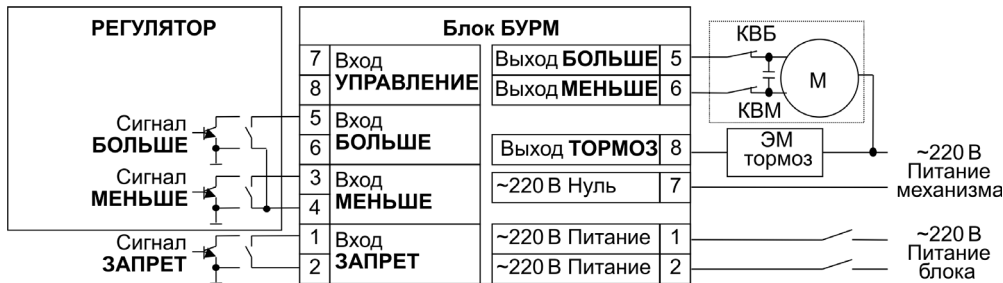 РЕГУЛЯТОР
Блок БУРМ
7 Вход
8 УПРАВЛЕНИЕ
Сигнал
БОЛЬШЕ
5 Вход
6 БОЛЬШЕ
Сигнал
МЕНЬШЕ
3 Вход
4 МЕНЬШЕ
Сигнал
ЗАПРЕТ
1 Вход
2 ЗАПРЕТ
Выход БОЛЬШЕ 5
Выход МЕНЬШЕ 6
Выход ТОРМОЗ 8
~220 В Нуль 7
~220 В Питание 1
~220 В Питание 2
КВБ
М
КВМ
ЭМ
тормоз
~220 В
Питание
механизма
~220 В
Питание
блока